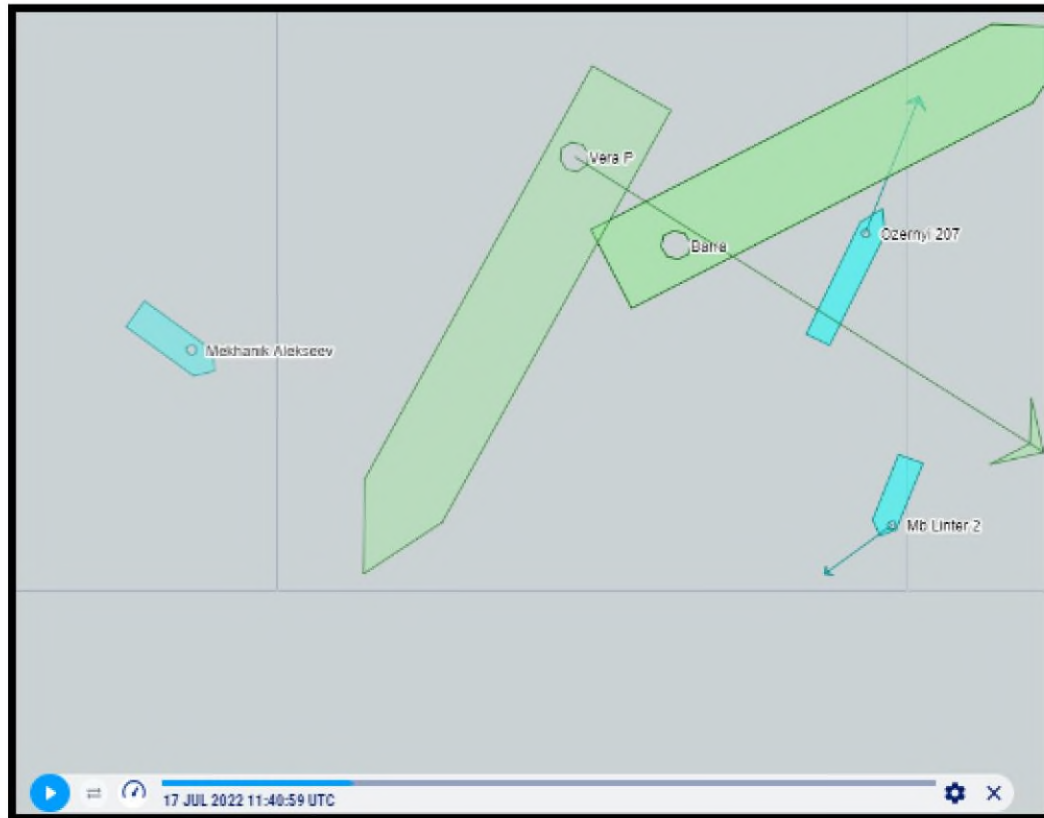 Vera P
Barra
Ozernyi 207
Mekhanik Alekseev
Mb Linter 2
17 JUL 2022 11:40:59 UTC